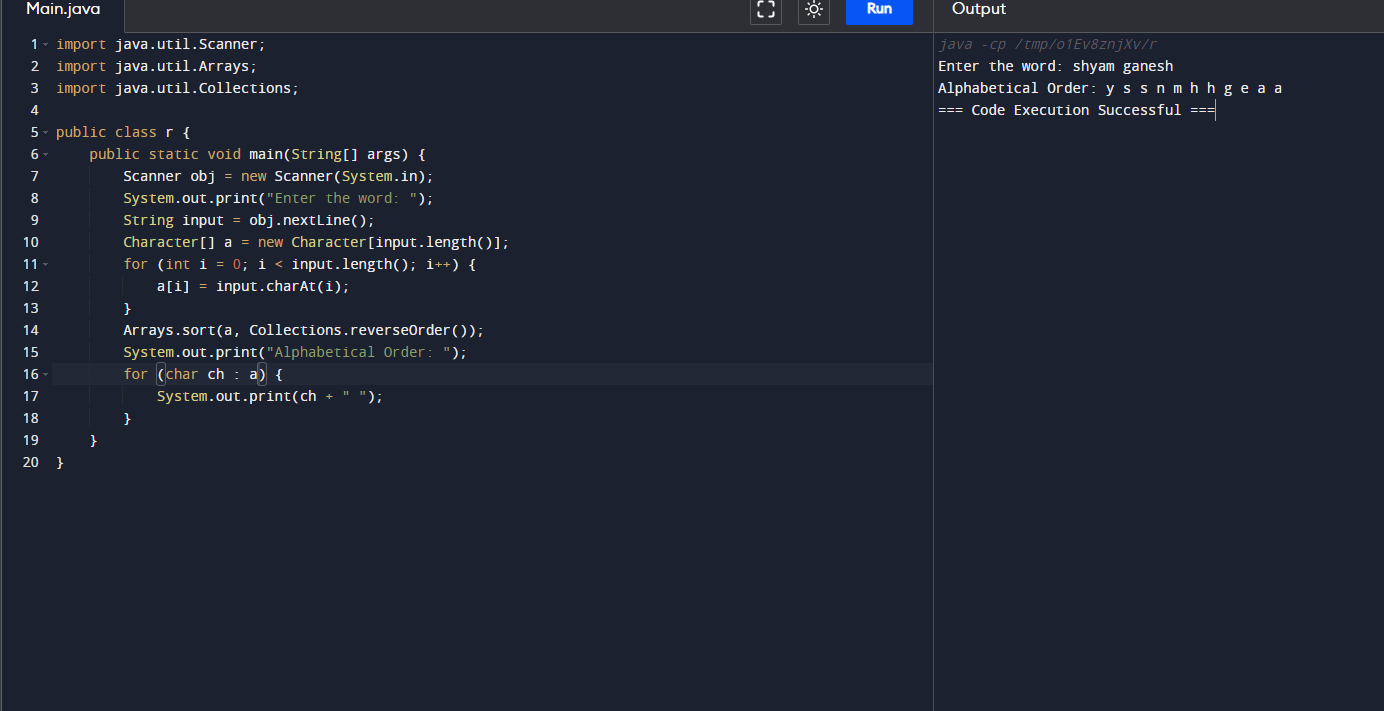 Main.java
Run
Output
1 import java.util.Scanner;
2 import java.util.Arrays;
3 import java.util.Collections;
4
5 public class r {
6     public static void main(String[] args) {
7         Scanner obj = new Scanner(System.in);
8         System.out.print("Enter the word: ");
9         String input = obj.nextLine();
10         Character[] a = new Character[input.length()];
11         for (int i = 0; i < input.length(); i++) {
12             a[i] = input.charAt(i);
13         }
14         Arrays.sort(a, Collections.reverseOrder());
15         System.out.print("Alphabetical Order: ");
16         for (char ch : a) {
17             System.out.print(ch + " ");
18         }
19     }
20 }
java -cp /tmp/o1Ev8znjXv/r
Enter the word: shyam ganesh
Alphabetical Order: y s s n m h h g e a a
=== Code Execution Successful ===